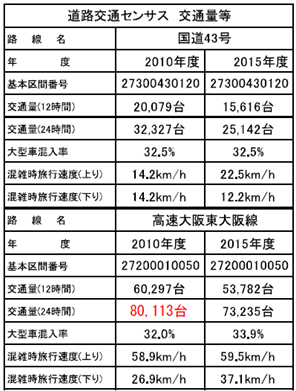 道路交通センサス 交通量等
路線名 国道43号
年度 2010年度 2015年度
基本区間番号 27300430120 27300430120
交通量(12時間) 20,079台 15,616台
交通量(24時間) 32,327台 25,142台
大型車混入率 32.5% 32.5%
混雑時旅行速度(上り) 14.2km/h 22.5km/h
混雑時旅行速度(下り) 14.2km/h 12.2km/h
路線名 高速大阪東大阪線
年度 2010年度 2015年度
基本区間番号 27200010050 27200010050
交通量(12時間) 60,297台 53,782台
交通量(24時間) 80,113台 73,235台
大型車混入率 32.0% 33.9%
混雑時旅行速度(上り) 58.9km/h 59.5km/h
混雑時旅行速度(下り) 26.9km/h 37.1km/h